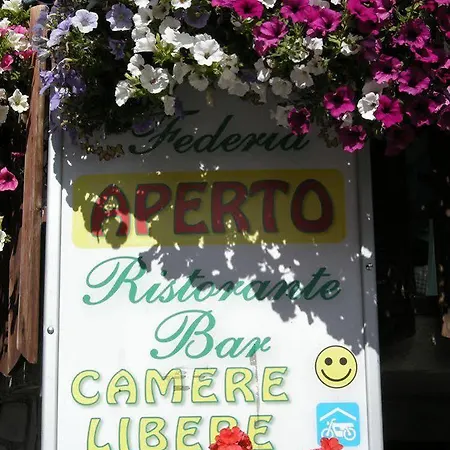 Federia
APERTO
Ristorante
Bar
CAMERE
LIBERE